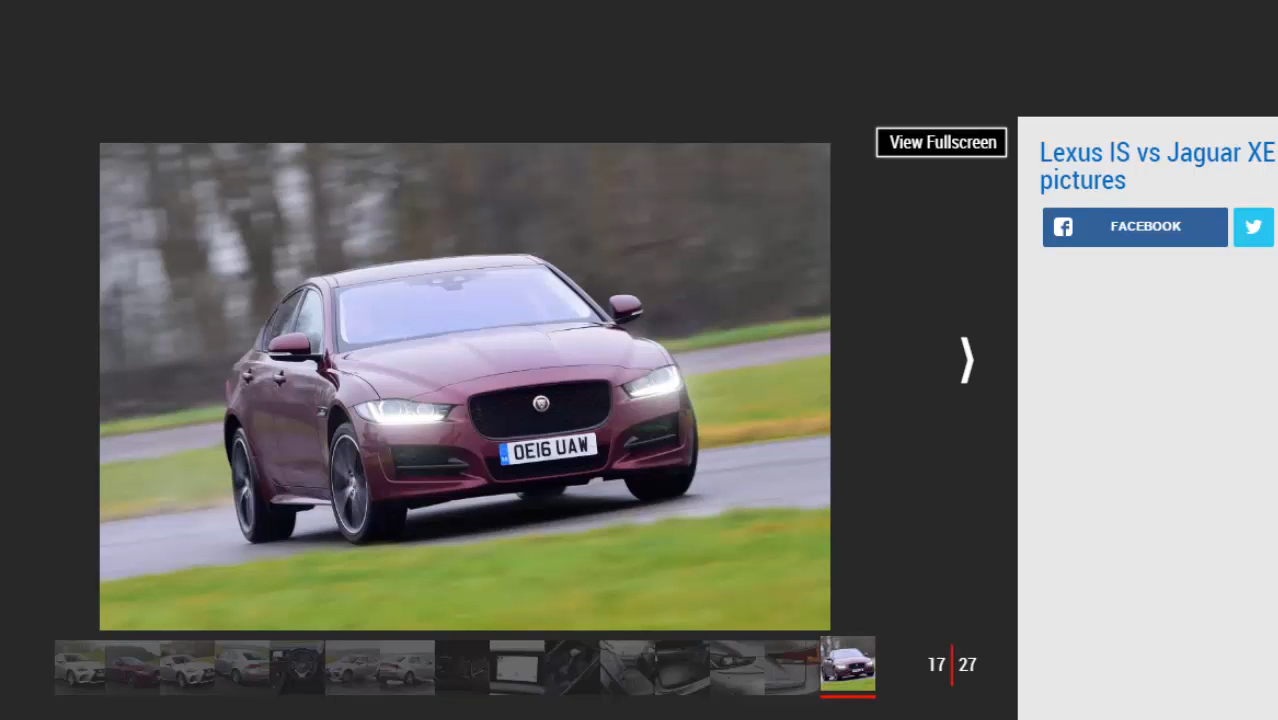 View Fullscreen
Lexus IS vs Jaguar XE
pictures
FACEBOOK
OE16 UAW
17 27